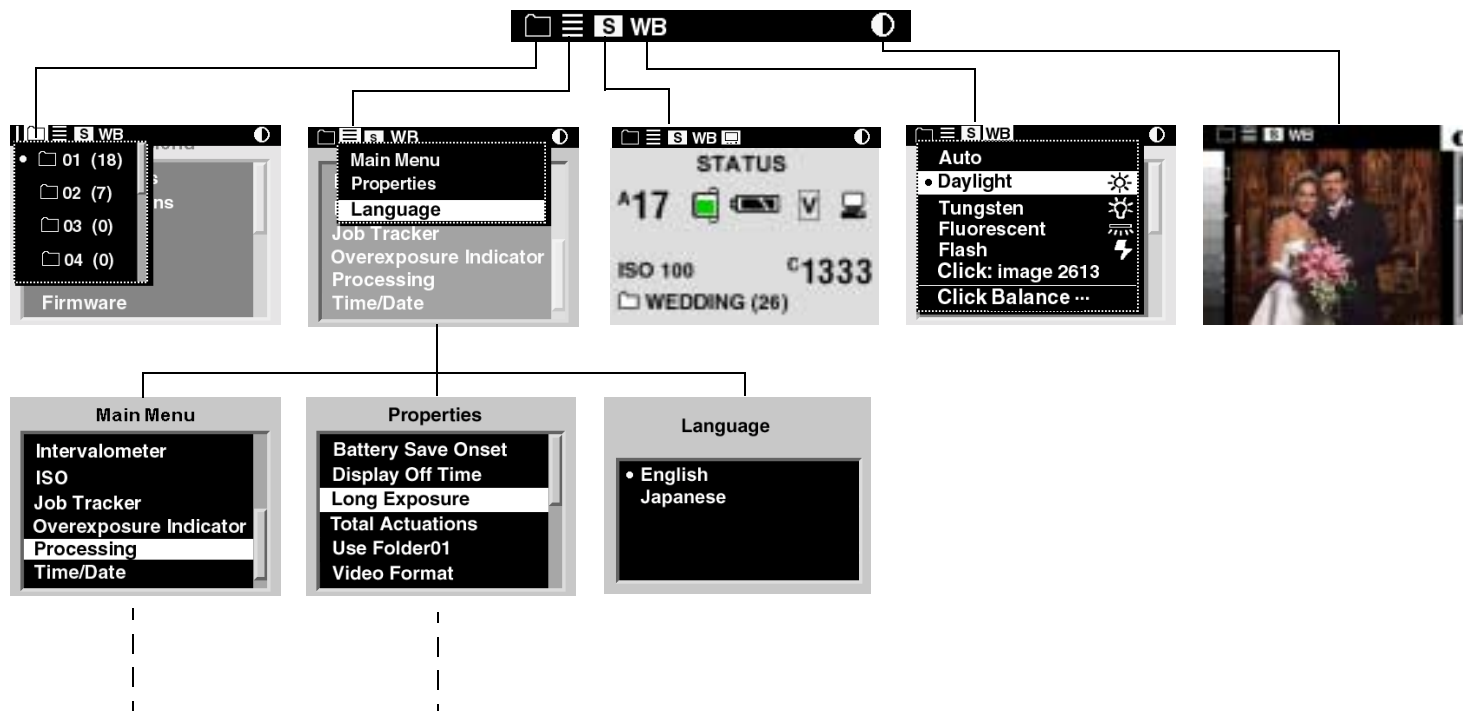 S WB
S WB
01 (18)
02 (7)
03 (0)
04 (0)
s
ns
Firmware
S WB
Main Menu
Properties
Language
Job Tracker
Overexposure Indicator
Processing
Time/Date
S WB
STATUS
A17
V
ISO 100
C1333
WEDDING (26)
S WB
Auto
• Daylight
Tungsten
Fluorescent
Flash
Click: image 2613
Click Balance ...
S WB
Main Menu
Intervalometer
ISO
Job Tracker
Overexposure Indicator
Processing
Time/Date
Properties
Battery Save Onset
Display Off Time
Long Exposure
Total Actuations
Use Folder01
Video Format
Language
• English
Japanese